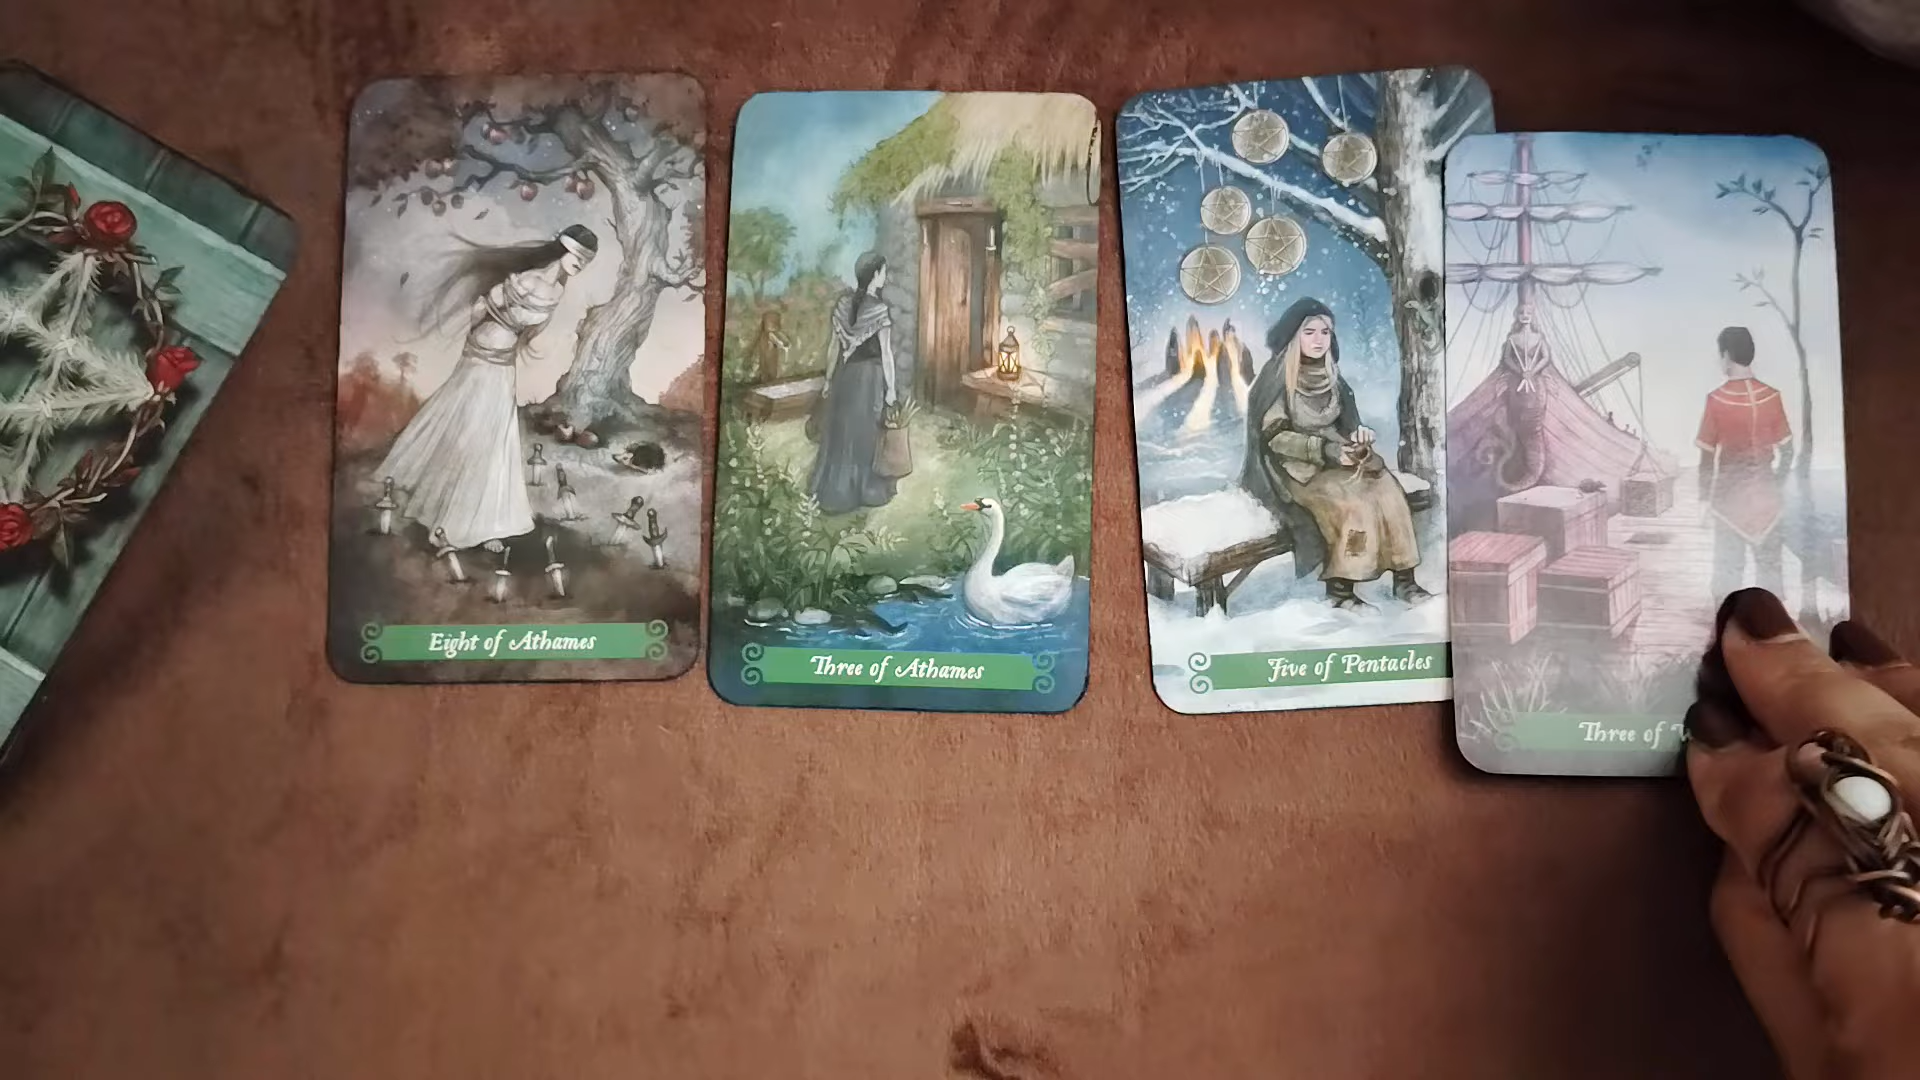 Eight of Athames
Three of Athames
Five of Pentacles
Three of